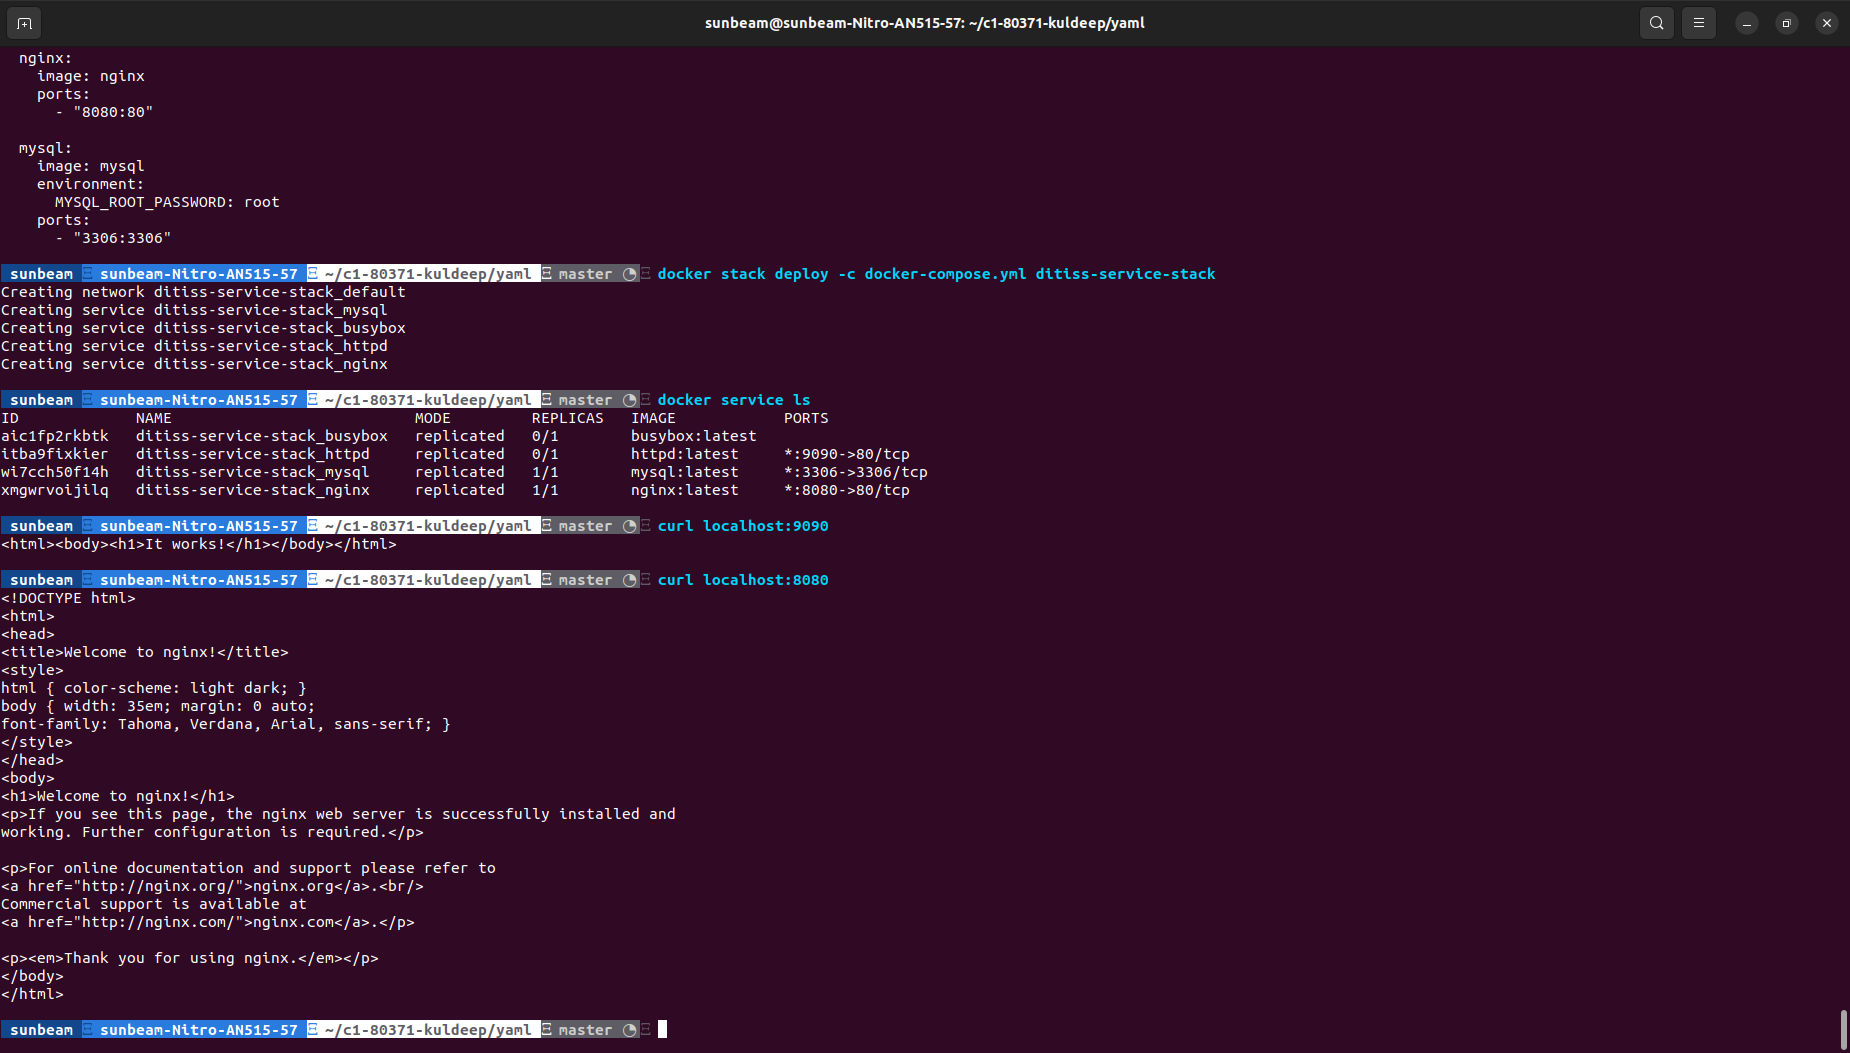 sunbeam@sunbeam-Nitro-AN515-57: ~/c1-80371-kuldeep/yaml
  nginx:
    image: nginx
    ports:
      - "8080:80"

  mysql:
    image: mysql
    environment:
      MYSQL_ROOT_PASSWORD: root
    ports:
      - "3306:3306"

sunbeam sunbeam-Nitro-AN515-57 ~/c1-80371-kuldeep/yaml master docker stack deploy -c docker-compose.yml ditiss-service-stack
Creating network ditiss-service-stack_default
Creating service ditiss-service-stack_mysql
Creating service ditiss-service-stack_busybox
Creating service ditiss-service-stack_httpd
Creating service ditiss-service-stack_nginx

sunbeam sunbeam-Nitro-AN515-57 ~/c1-80371-kuldeep/yaml master docker service ls
ID             NAME                           MODE         REPLICAS   IMAGE            PORTS
aic1fp2rkbtk   ditiss-service-stack_busybox   replicated   0/1        busybox:latest
itba9fixkier   ditiss-service-stack_httpd     replicated   0/1        httpd:latest     *:9090->80/tcp
wi7cch50f14h   ditiss-service-stack_mysql     replicated   1/1        mysql:latest     *:3306->3306/tcp
xmgwrvoijilq   ditiss-service-stack_nginx     replicated   1/1        nginx:latest     *:8080->80/tcp

sunbeam sunbeam-Nitro-AN515-57 ~/c1-80371-kuldeep/yaml master curl localhost:9090
<html><body><h1>It works!</h1></body></html>

sunbeam sunbeam-Nitro-AN515-57 ~/c1-80371-kuldeep/yaml master curl localhost:8080
<!DOCTYPE html>
<html>
<head>
<title>Welcome to nginx!</title>
<style>
html { color-scheme: light dark; }
body { width: 35em; margin: 0 auto;
font-family: Tahoma, Verdana, Arial, sans-serif; }
</style>
</head>
<body>
<h1>Welcome to nginx!</h1>
<p>If you see this page, the nginx web server is successfully installed and
working. Further configuration is required.</p>

<p>For online documentation and support please refer to
<a href="http://nginx.org/">nginx.org</a>.<br/>
Commercial support is available at
<a href="http://nginx.com/">nginx.com</a>.</p>

<p><em>Thank you for using nginx.</em></p>
</body>
</html>

sunbeam sunbeam-Nitro-AN515-57 ~/c1-80371-kuldeep/yaml master